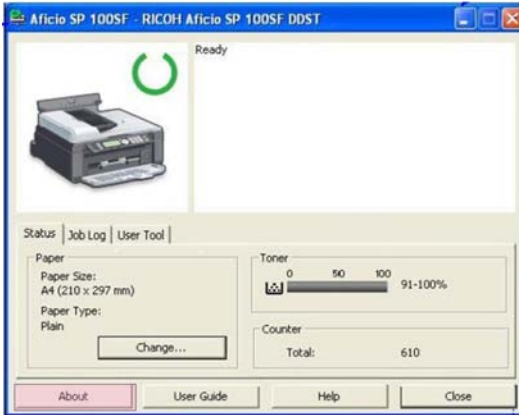 Aficio SP 100SF - RICOH Aficio SP 100SF DDST
Ready
Status Job Log User Tool
Paper
Paper Size:
A4 (210 x 297 mm)
Paper Type:
Plain
Change...
Toner
0 50 100
91-100%
Counter
Total: 610
About User Guide Help Close